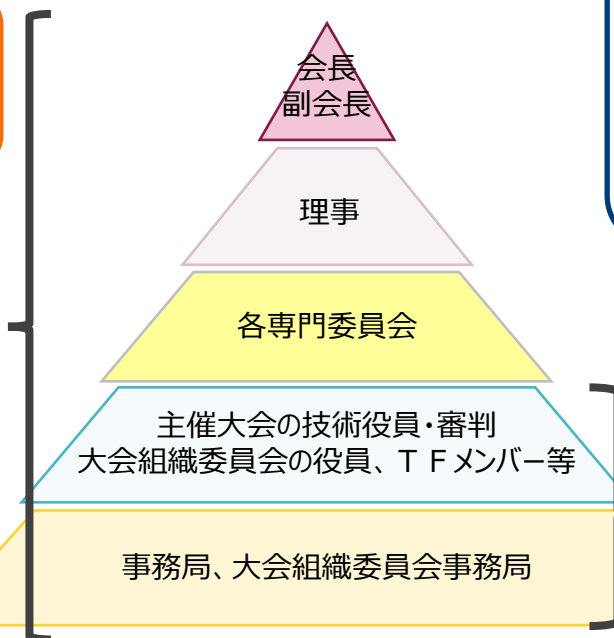 会長
副会長
理事
各専門委員会
主催大会の技術役員・審判
大会組織委員会の役員、ＴＦメンバー等
事務局、大会組織委員会事務局